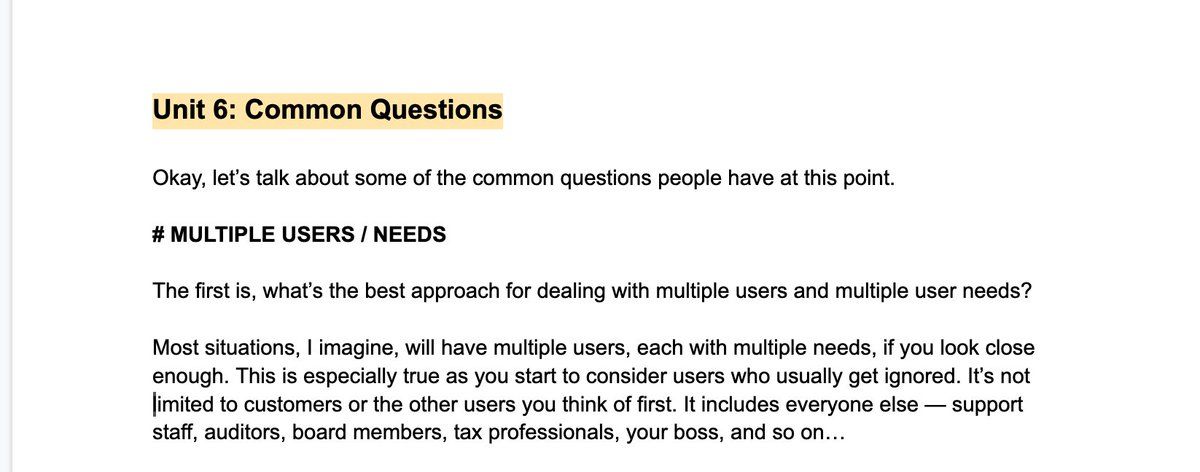 Unit 6: Common Questions
Okay, let’s talk about some of the common questions people have at this point.
# MULTIPLE USERS / NEEDS
The first is, what’s the best approach for dealing with multiple users and multiple user needs?
Most situations, I imagine, will have multiple users, each with multiple needs, if you look close
enough. This is especially true as you start to consider users who usually get ignored. It’s not
limited to customers or the other users you think of first. It includes everyone else — support
staff, auditors, board members, tax professionals, your boss, and so on…